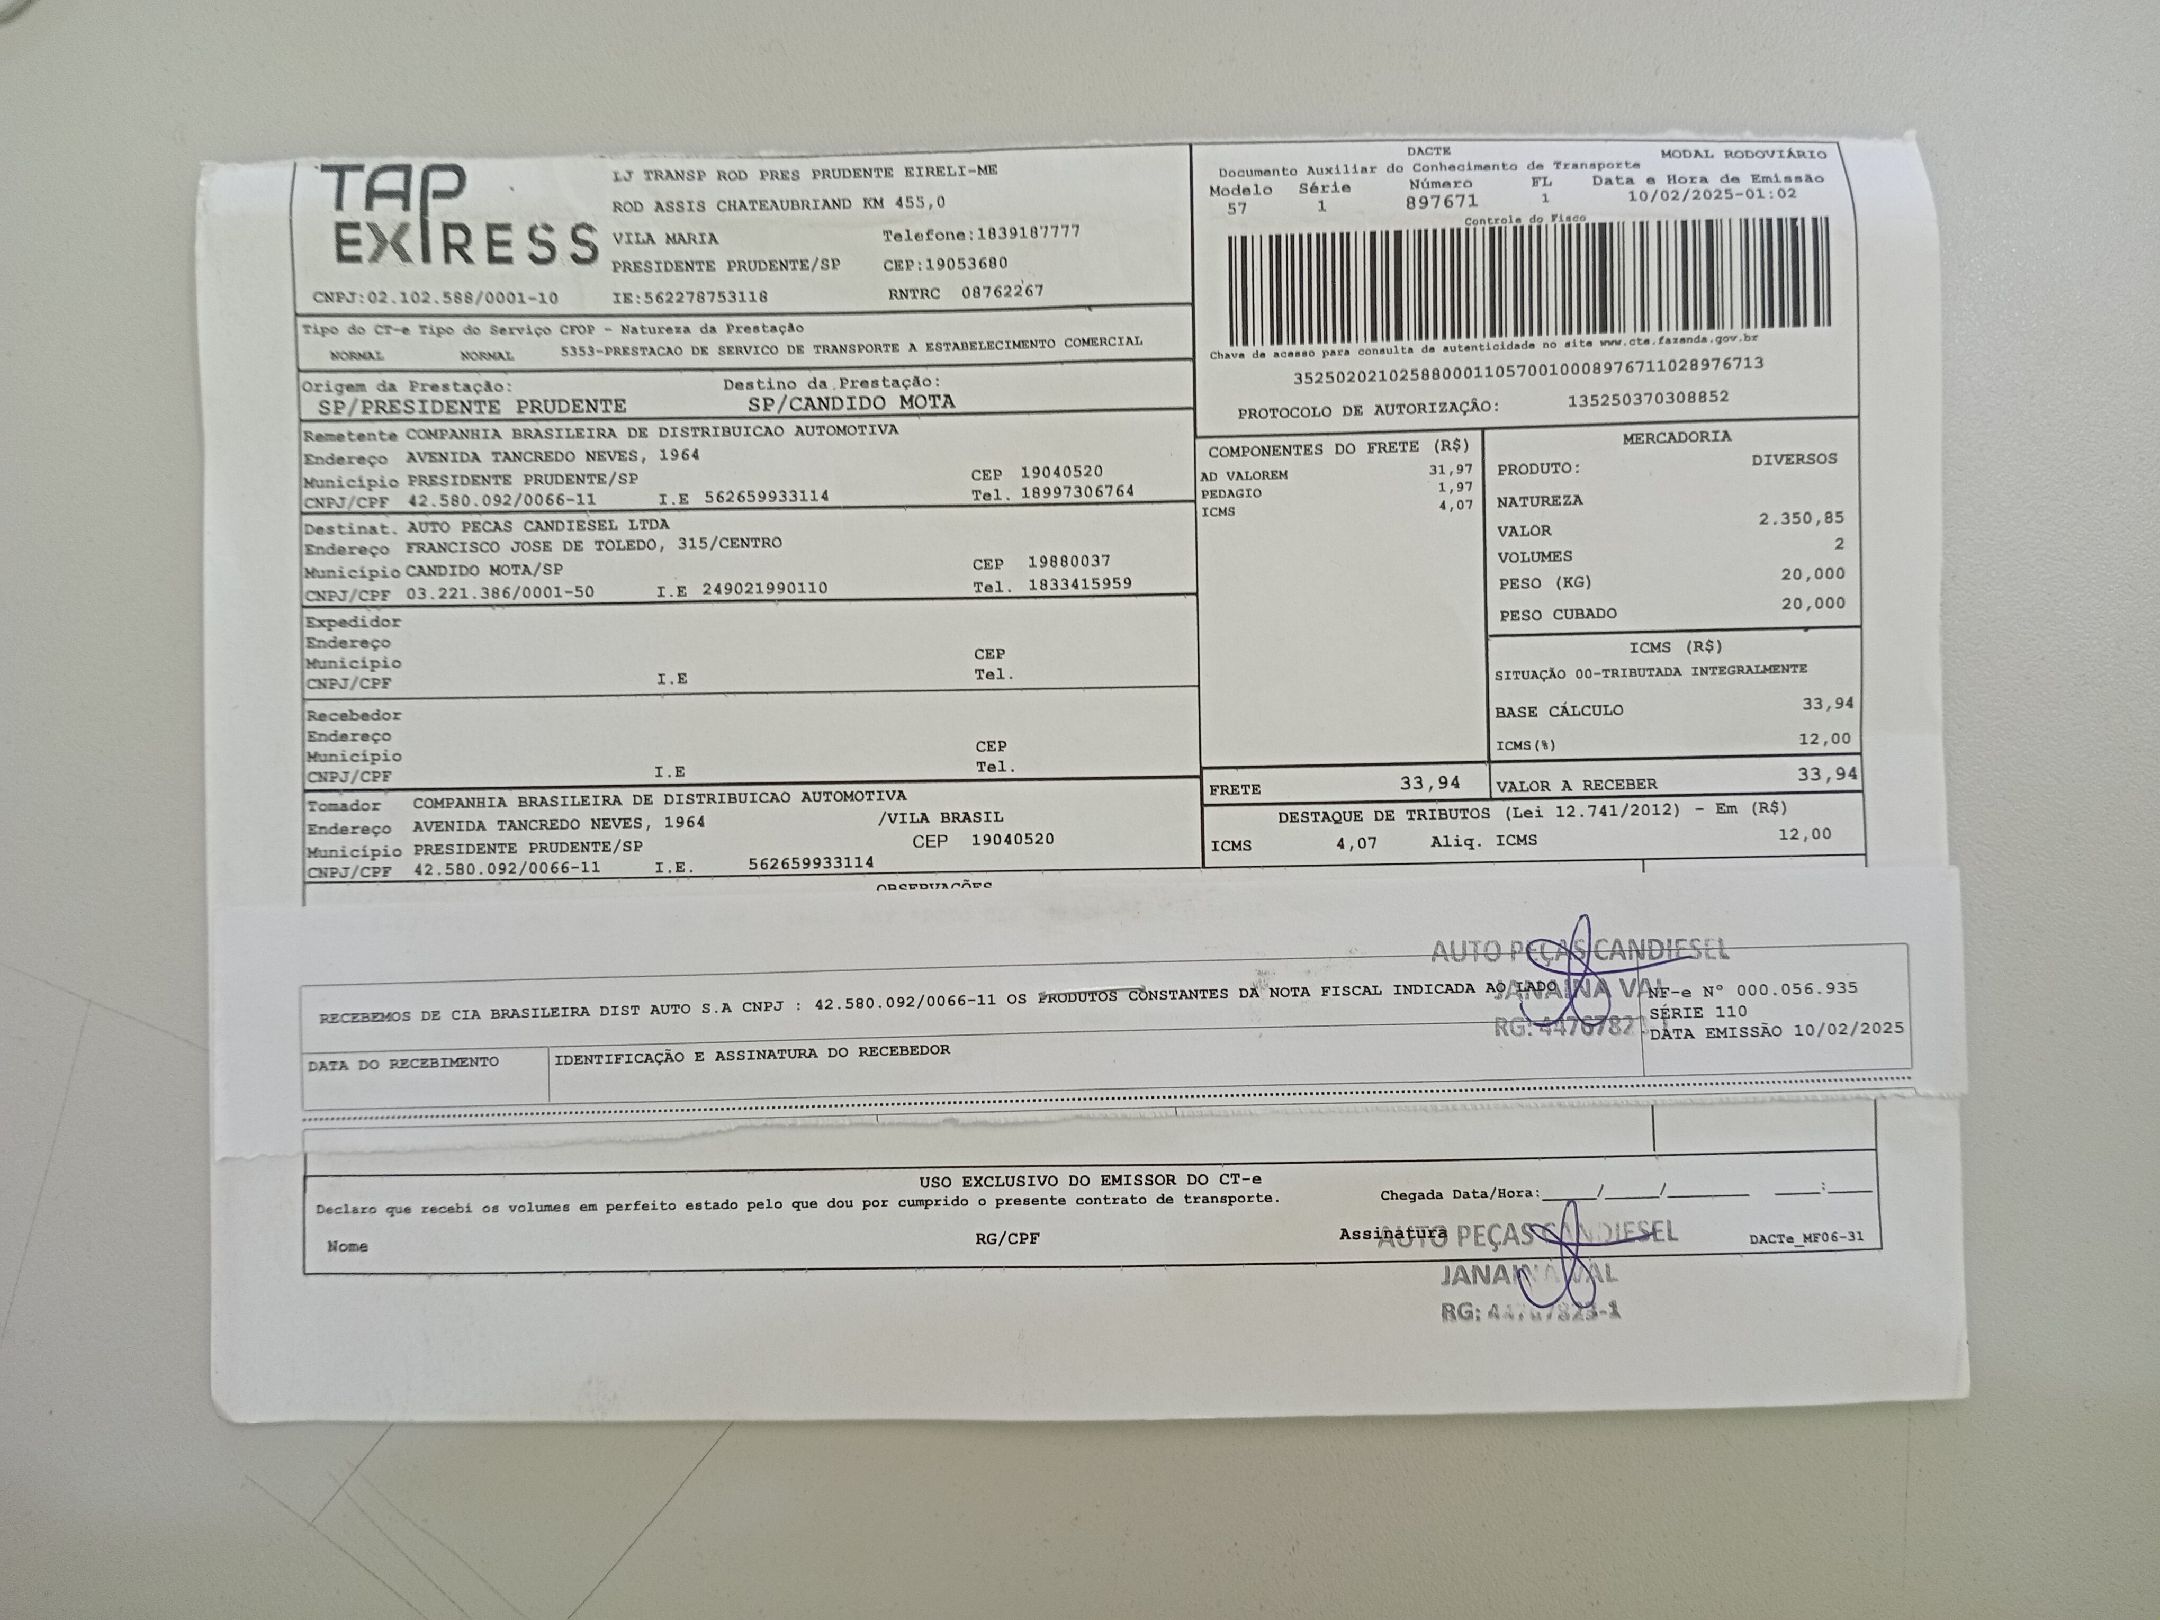 TAP
EXPRESS
LJ TRANSP ROD PRES PRUDENTE EIRELI-ME
ROD ASSIS CHATEAUBRIAND KM 455,0
VILA MARIA Telefone:1839187777
PRESIDENTE PRUDENTE/SP CEP:19053680
CNPJ:02.102.588/0001-10 IE:562278753118 RNTRC 08762267
DACTE MODAL RODOVIÁRIO
Documento Auxiliar do Conhecimento de Transporte
Modelo Série Número FL Data e Hora de Emissão
57 1 897671 1 10/02/2025-01:02
Controle do Fisco
Chave de acesso para consulta de autenticidade no site www.cte.fazenda.gov.br
35250202102588000110570010008976711028976713
PROTOCOLO DE AUTORIZAÇÃO: 135250370308852
Tipo do CT-e Tipo do Serviço CFOP - Natureza da Prestação
NORMAL NORMAL 5353-PRESTACAO DE SERVICO DE TRANSPORTE A ESTABELECIMENTO COMERCIAL
Origem da Prestação: Destino da Prestação:
SP/PRESIDENTE PRUDENTE SP/CANDIDO MOTA
Remetente COMPANHIA BRASILEIRA DE DISTRIBUICAO AUTOMOTIVA
Endereço AVENIDA TANCREDO NEVES, 1964
Município PRESIDENTE PRUDENTE/SP CEP 19040520
CNPJ/CPF 42.580.092/0066-11 I.E 562659933114 Tel. 18997306764
Destinat. AUTO PECAS CANDIESEL LTDA
Endereço FRANCISCO JOSE DE TOLEDO, 315/CENTRO
Município CANDIDO MOTA/SP CEP 19880037
CNPJ/CPF 03.221.386/0001-50 I.E 249021990110 Tel. 1833415959
Expedidor
Endereço
Município CEP
CNPJ/CPF I.E Tel.
Recebedor
Endereço
Município CEP
CNPJ/CPF I.E Tel.
Tomador COMPANHIA BRASILEIRA DE DISTRIBUICAO AUTOMOTIVA
Endereço AVENIDA TANCREDO NEVES, 1964 /VILA BRASIL
Município PRESIDENTE PRUDENTE/SP CEP 19040520
CNPJ/CPF 42.580.092/0066-11 I.E. 562659933114
COMPONENTES DO FRETE (R$)
AD VALOREM 31,97
PEDAGIO 1,97
ICMS 4,07
MERCADORIA
PRODUTO: DIVERSOS
NATUREZA
VALOR 2.350,85
VOLUMES 2
PESO (KG) 20,000
PESO CUBADO 20,000
ICMS (R$)
SITUAÇÃO 00-TRIBUTADA INTEGRALMENTE
BASE CÁLCULO 33,94
ICMS(%) 12,00
FRETE 33,94 VALOR A RECEBER 33,94
DESTAQUE DE TRIBUTOS (Lei 12.741/2012) - Em (R$)
ICMS 4,07 Aliq. ICMS 12,00
OBSERVAÇÕES
AUTO PEÇAS CANDIESEL
JANAINA VAL
RG: 4476782
RECEBEMOS DE CIA BRASILEIRA DIST AUTO S.A CNPJ : 42.580.092/0066-11 OS PRODUTOS CONSTANTES DA NOTA FISCAL INDICADA AO LADO
NF-e Nº 000.056.935
SÉRIE 110
DATA EMISSÃO 10/02/2025
DATA DO RECEBIMENTO IDENTIFICAÇÃO E ASSINATURA DO RECEBEDOR
USO EXCLUSIVO DO EMISSOR DO CT-e
Declaro que recebi os volumes em perfeito estado pelo que dou por cumprido o presente contrato de transporte. Chegada Data/Hora:____/____/______ ___:___
Nome RG/CPF Assinatura DACTe_MF06-31
AUTO PEÇAS CANDIESEL
JANAINA VAL
RG: 44767823-1